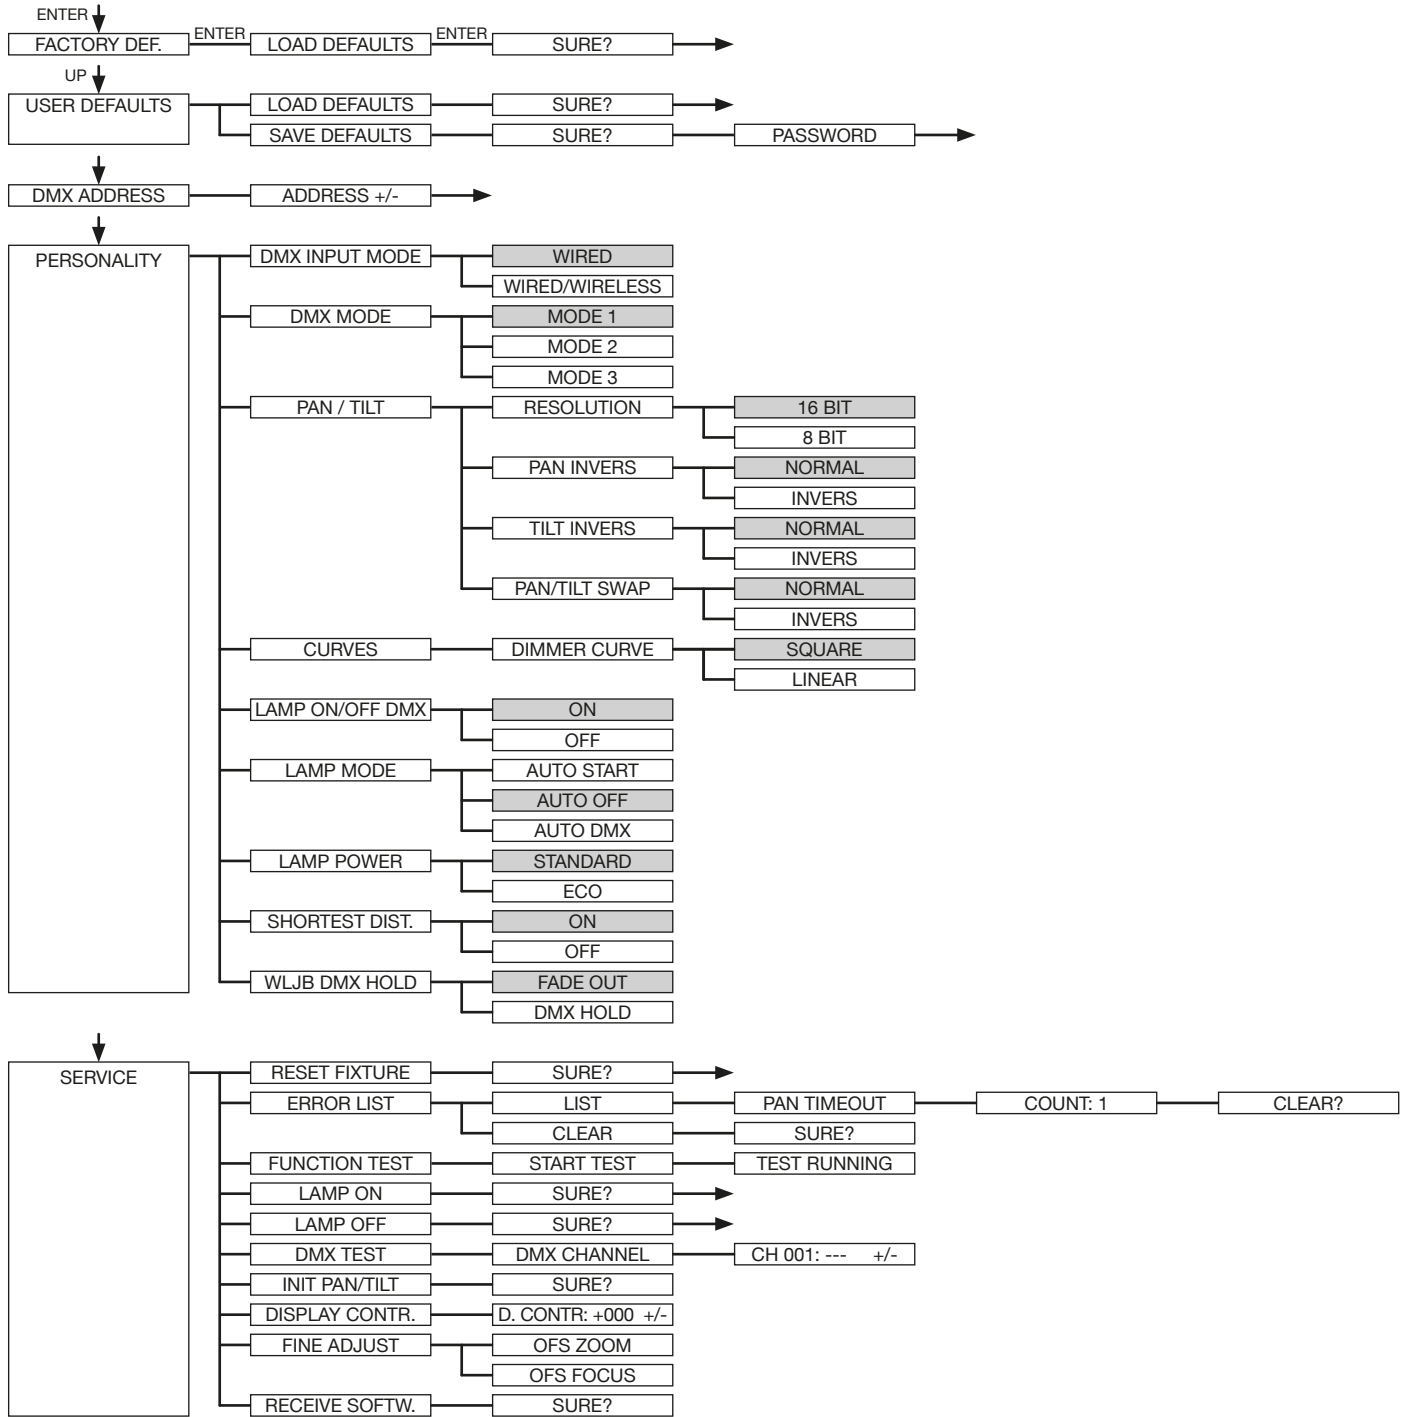 ENTER
FACTORY DEF. ENTER LOAD DEFAULTS ENTER SURE?
UP
USER DEFAULTS LOAD DEFAULTS SURE?
SAVE DEFAULTS SURE? PASSWORD
DMX ADDRESS ADDRESS +/-
PERSONALITY DMX INPUT MODE WIRED
WIRED/WIRELESS
DMX MODE MODE 1
MODE 2
MODE 3
PAN / TILT RESOLUTION 16 BIT
8 BIT
PAN INVERS NORMAL
INVERS
TILT INVERS NORMAL
INVERS
PAN/TILT SWAP NORMAL
INVERS
CURVES DIMMER CURVE SQUARE
LINEAR
LAMP ON/OFF DMX ON
OFF
LAMP MODE AUTO START
AUTO OFF
AUTO DMX
LAMP POWER STANDARD
ECO
SHORTEST DIST. ON
OFF
WLJB DMX HOLD FADE OUT
DMX HOLD
SERVICE RESET FIXTURE SURE?
ERROR LIST LIST PAN TIMEOUT COUNT: 1 CLEAR?
CLEAR SURE?
FUNCTION TEST START TEST TEST RUNNING
LAMP ON SURE?
LAMP OFF SURE?
DMX TEST DMX CHANNEL CH 001: --- +/-
INIT PAN/TILT SURE?
DISPLAY CONTR. D. CONTR: +000 +/-
FINE ADJUST OFS ZOOM
OFS FOCUS
RECEIVE SOFTW. SURE?